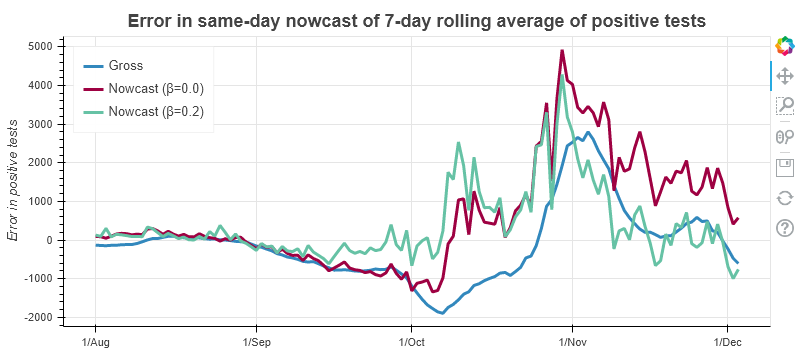 Error in same-day nowcast of 7-day rolling average of positive tests
Error in positive tests
5000
4000
3000
2000
1000
0
-1000
-2000
Gross
Nowcast (β=0.0)
Nowcast (β=0.2)
1/Aug
1/Sep
1/Oct
1/Nov
1/Dec